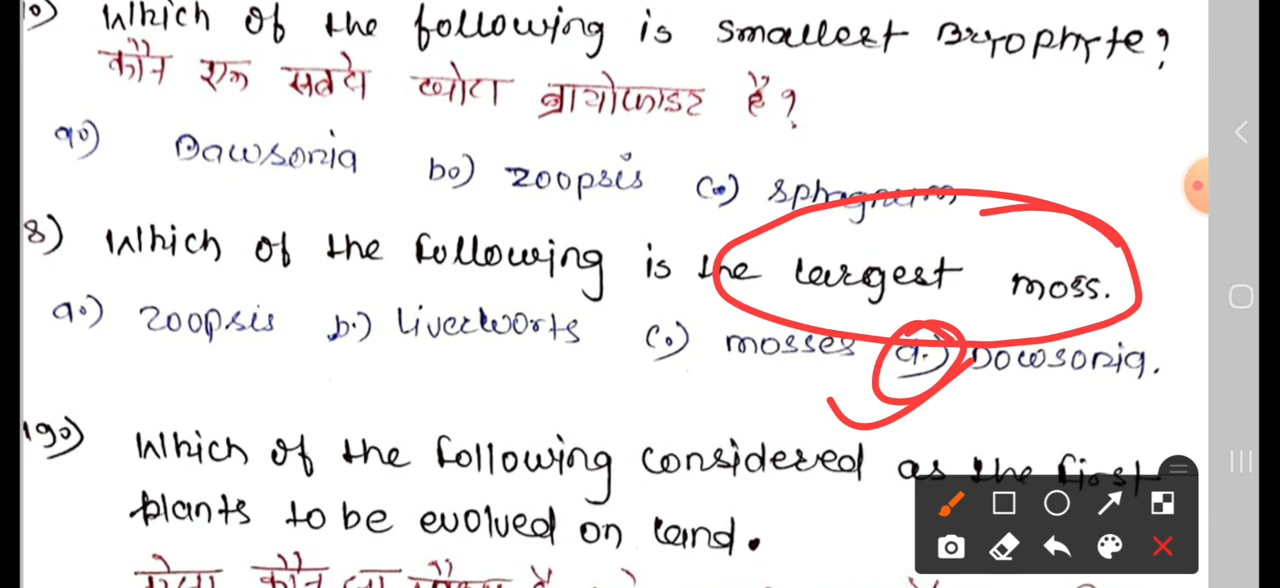 0) Which of the following is smallest Bryophyte?
कौन एक सबसे छोटा ब्रायोफाइट है?
a.) Dawsonia b.) Zoopsis c.) Sphagnum
8) Which of the following is the largest moss.
a.) Zoopsis b.) Liverworts c.) mosses d.) Dowsonia.
19.) Which of the following considered as the first
plants to be evolved on land.